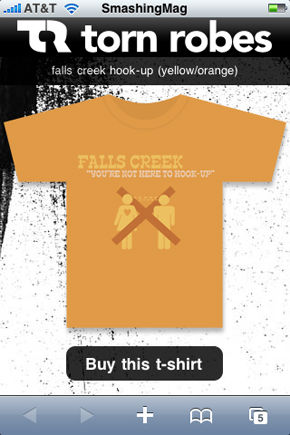 AT&T
SmashingMag
TR torn robes
falls creek hook-up (yellow/orange)
FALLS CREEK
"YOU'RE NOT HERE TO HOOK-UP"
Buy this t-shirt
5